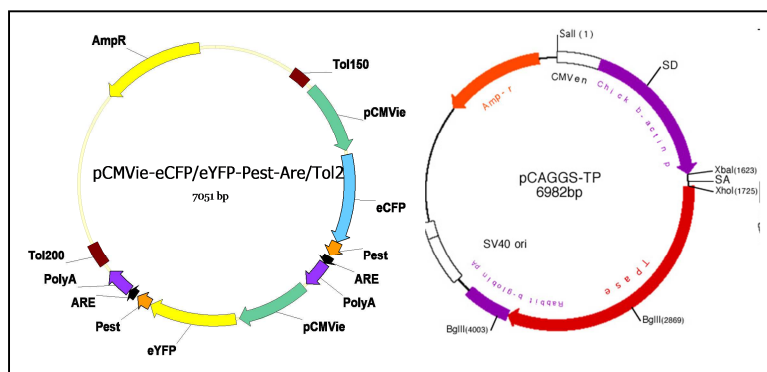 AmpR
Tol150
pCMVie
pCMVie-eCFP/eYFP-Pest-Are/Tol2
7051 bp
eCFP
Pest
ARE
PolyA
pCMVie
eYFP
Pest
ARE
PolyA
Tol200
SalI (1)
CMVen
SD
Chick b-actin p
Amp-r
XbaI(1623)
SA
XhoI(1725)
pCAGGS-TP
6982bp
SV40 ori
TPase
Rabbit b-globin pA
BglII(4003)
BglII(2869)